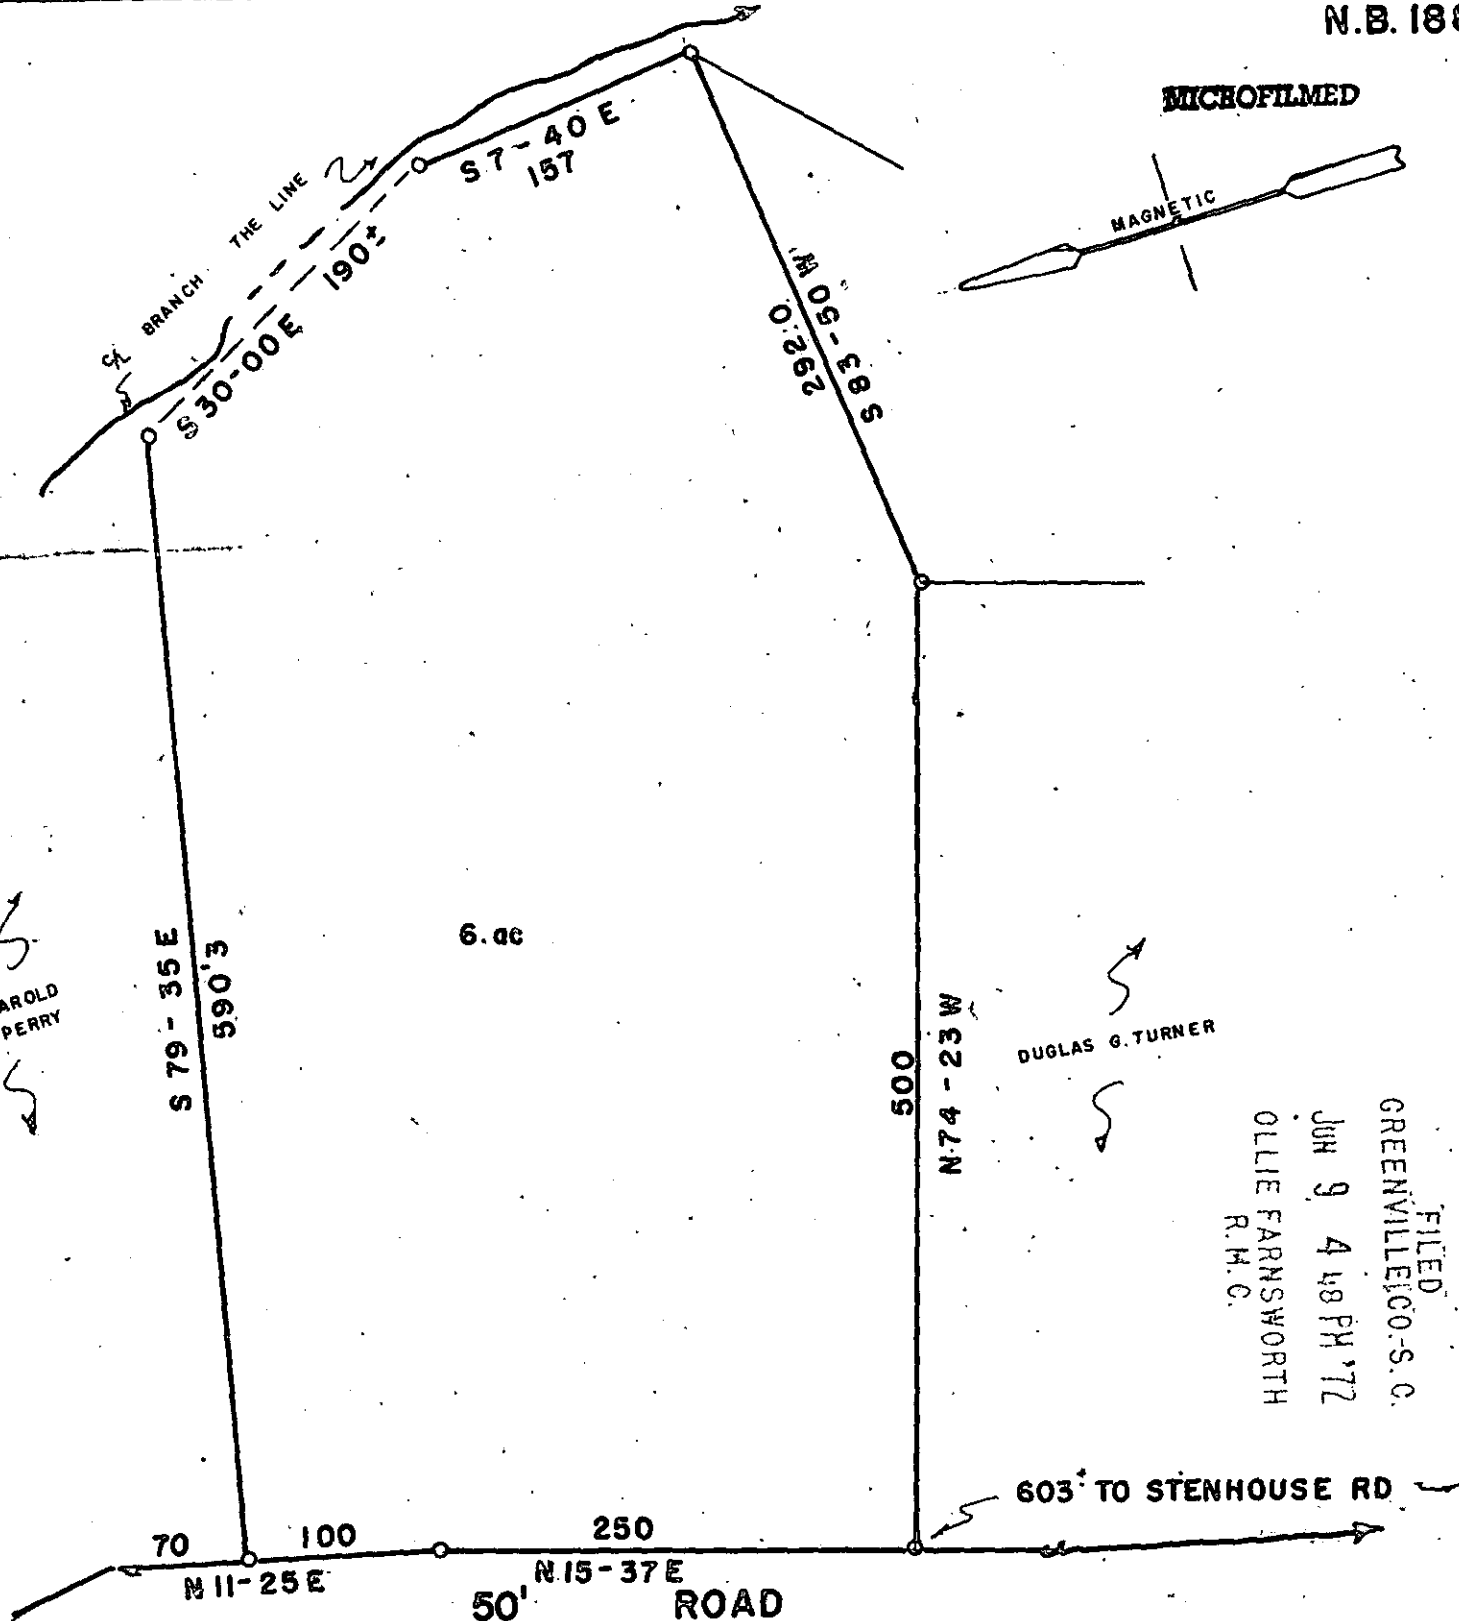 N.B. 188
MICROFILMED
MAGNETIC
S 7-40 E
157
THE LINE
BRANCH
C/L
190±
S 30-00 E
S 83-50 W
292.0
S 79-35 E
590.3
6.ac
AROLD
PERRY
500
N 74-23 W
DUGLAS G. TURNER
FILED
GREENVILLE CO. S. C.
JUN 9 4 48 PM '72
OLLIE FARNSWORTH
R. M. C.
603± TO STENHOUSE RD
70
100
250
N 11-25 E
N. 15-37 E
50' ROAD